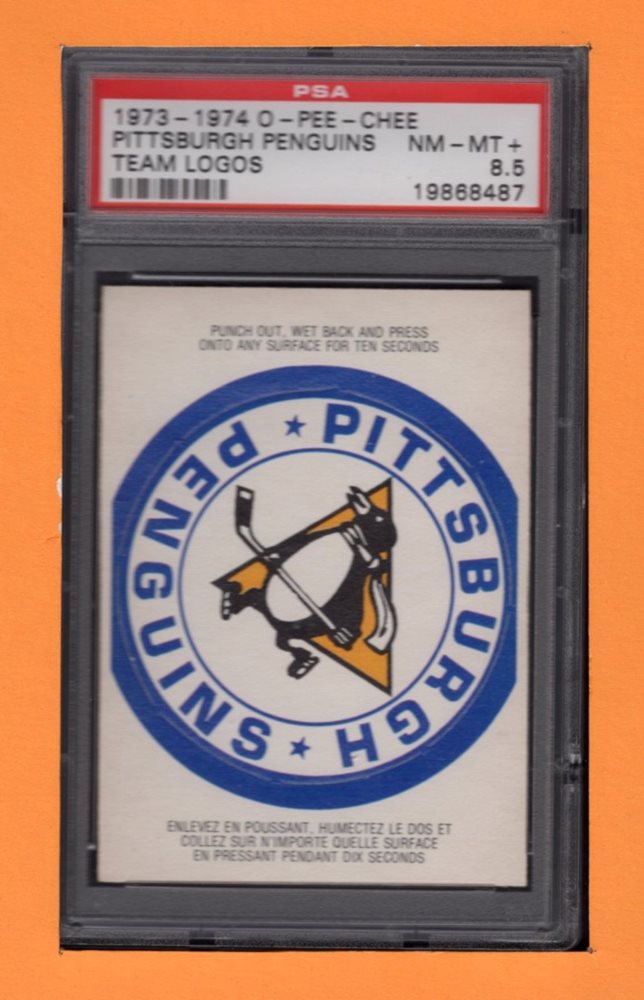 PSA
1973-1974 O-PEE-CHEE
PITTSBURGH PENGUINS NM-MT+
TEAM LOGOS 8.5
19868487
PUNCH OUT, WET BACK AND PRESS
ONTO ANY SURFACE FOR TEN SECONDS
PITTSBURGH
PENGUINS
ENLEVEZ EN POUSSANT, HUMECTEZ LE DOS ET
COLLEZ SUR N'IMPORTE QUELLE SURFACE
EN PRESSANT PENDANT DIX SECONDS